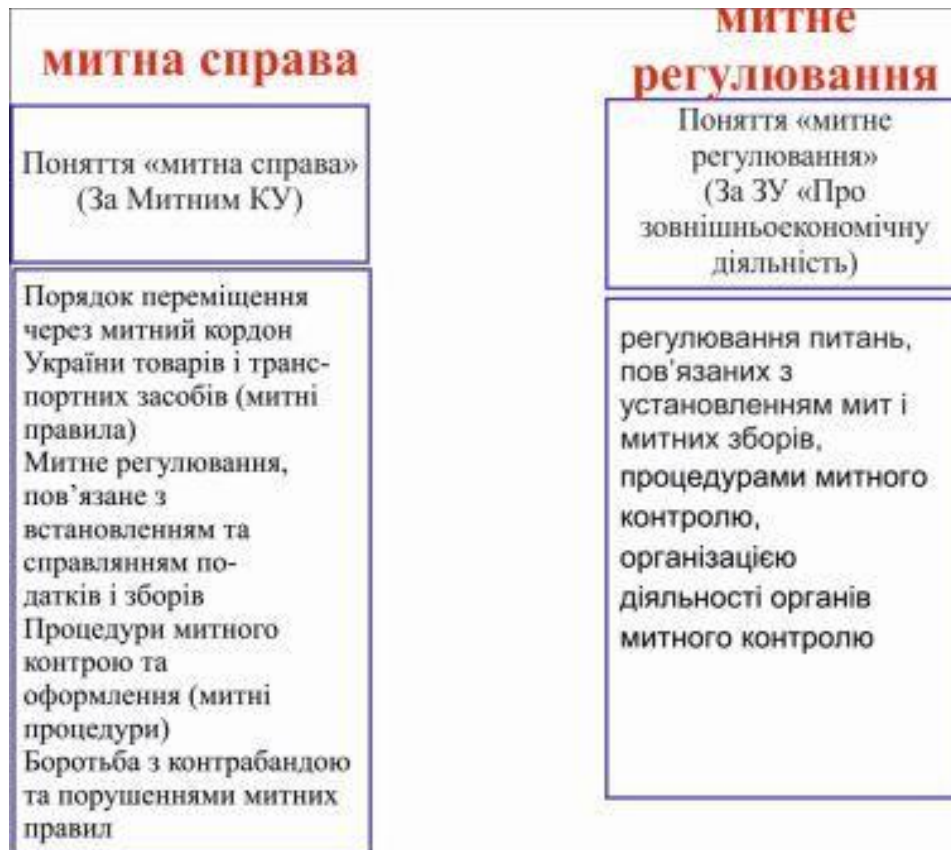 митна справа
Поняття «митна справа»
(За Митним КУ)
Порядок переміщення
через митний кордон
України товарів і транс-
портних засобів (митні
правила)
Митне регулювання,
пов’язане з
встановленням та
справлянням по-
датків і зборів
Процедури митного
контрою та
оформлення (митні
процедури)
Боротьба з контрабандою
та порушеннями митних
правил
митне
регулювання
Поняття «митне
регулювання»
(За ЗУ «Про
зовнішньоекономічну
діяльність)
регулювання питань,
пов’язаних з
установленням мит і
митних зборів,
процедурами митного
контролю,
організацією
діяльності органів
митного контролю